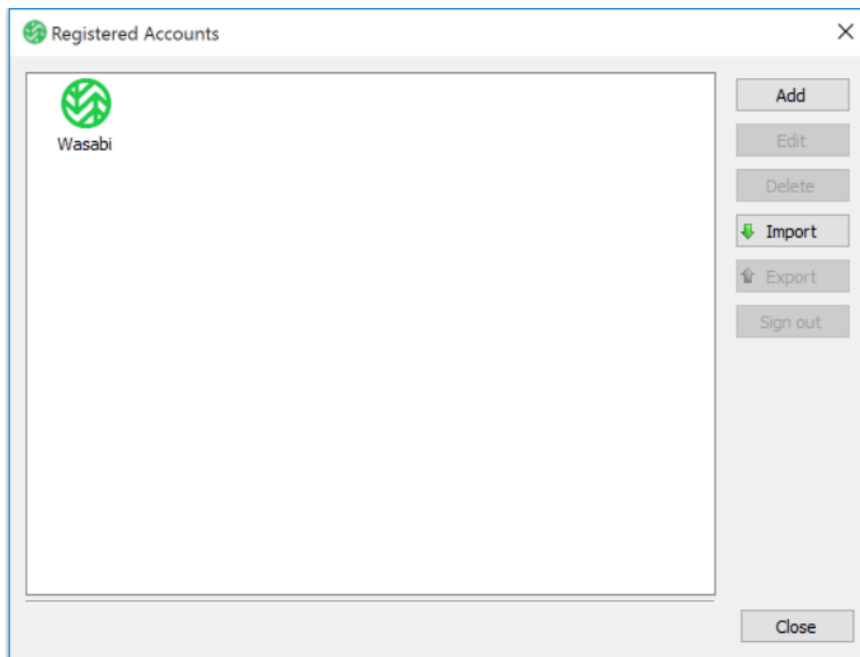 Registered Accounts
Wasabi
Add
Edit
Delete
Import
Export
Sign out
Close